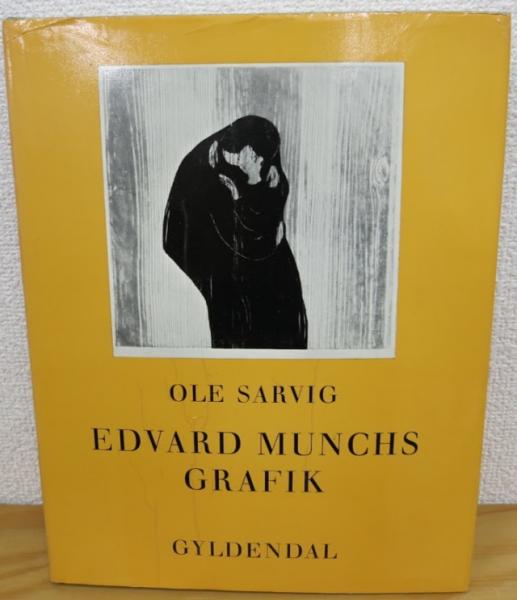 OLE SARVIG
EDVARD MUNCHS
GRAFIK
GYLDENDAL